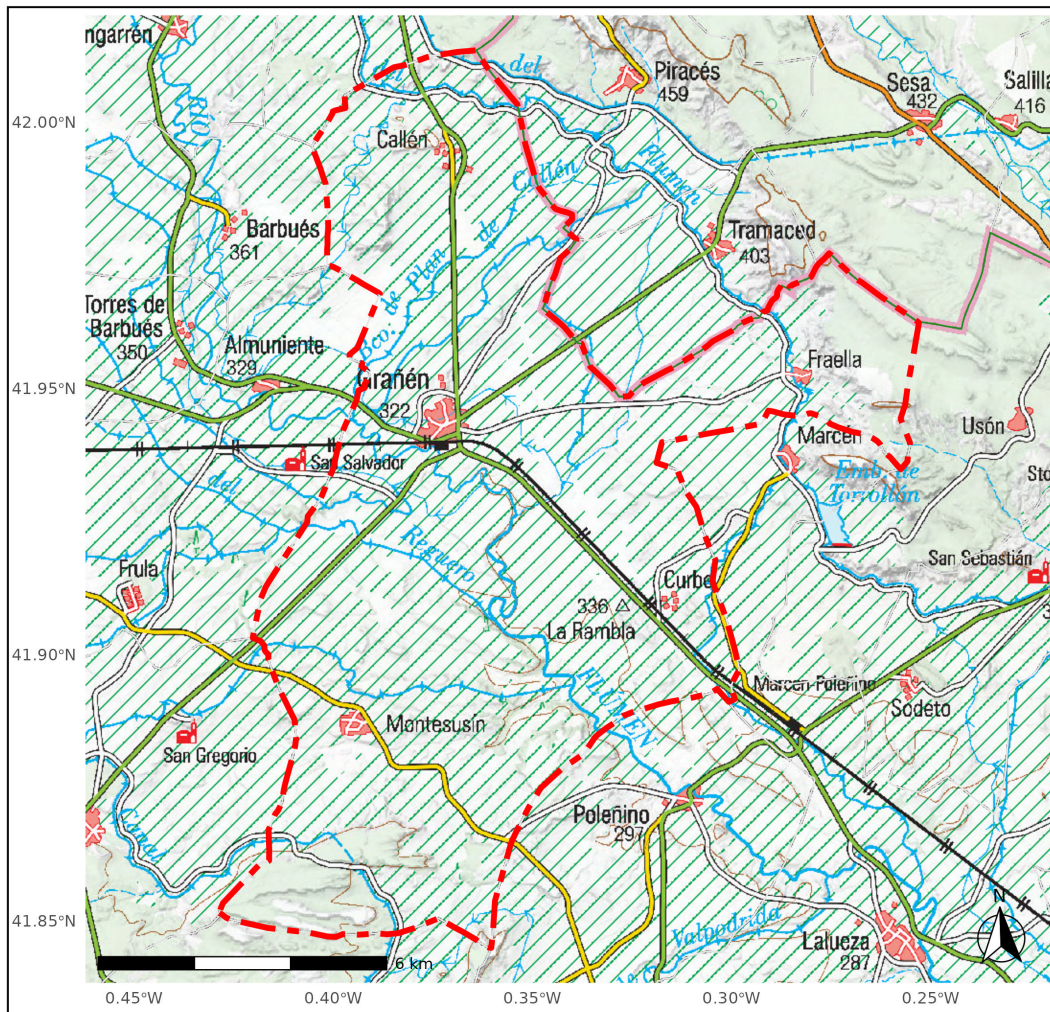 ngarrén
Piracés
459
Sesa
432
Salilla
416
del
del
RIO
Callén
42.00°N
Flumen
Callén
de
Plan
de
Bco.
Barbués
361
Tramaced
403
Torres de
Barbués
350
Almuniente
329
Grañén
322
Fraella
41.95°N
Usón
Marcén
San Salvador
Emb. de
Torrollón
Sto
del
Reguero
San Sebastián
Frula
Curbe
336
La Rambla
41.90°N
FLUMEN
Marcén-Poleñino
Sodeto
Montesusín
San Gregorio
Poleñino
297
Canal
41.85°N
Valpodrida
Lalueza
287
N
6 km
0.45°W
0.40°W
0.35°W
0.30°W
0.25°W